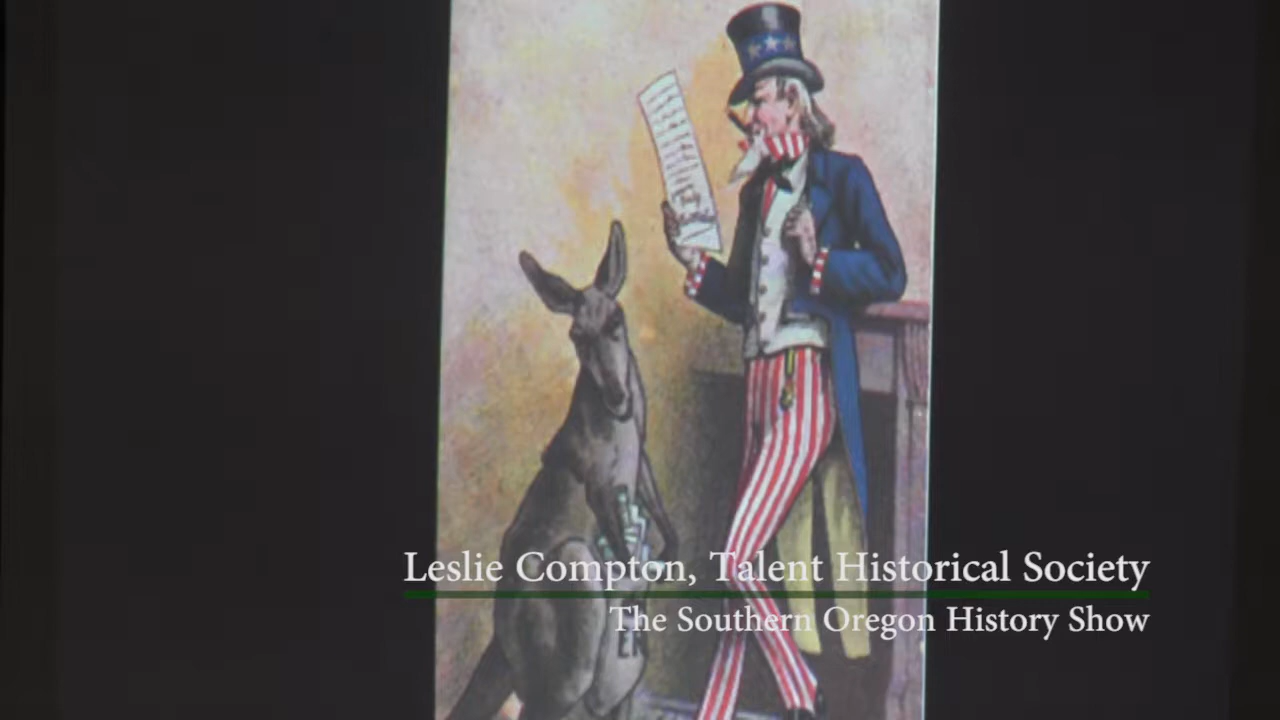 Leslie Compton, Talent Historical Society
The Southern Oregon History Show